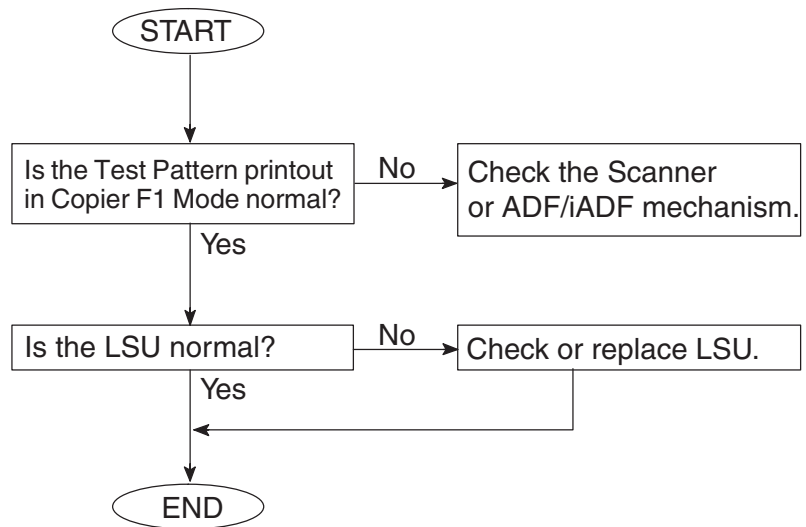 START
Is the Test Pattern printout
in Copier F1 Mode normal?
No
Check the Scanner
or ADF/iADF mechanism.
Yes
Is the LSU normal?
No
Check or replace LSU.
Yes
END